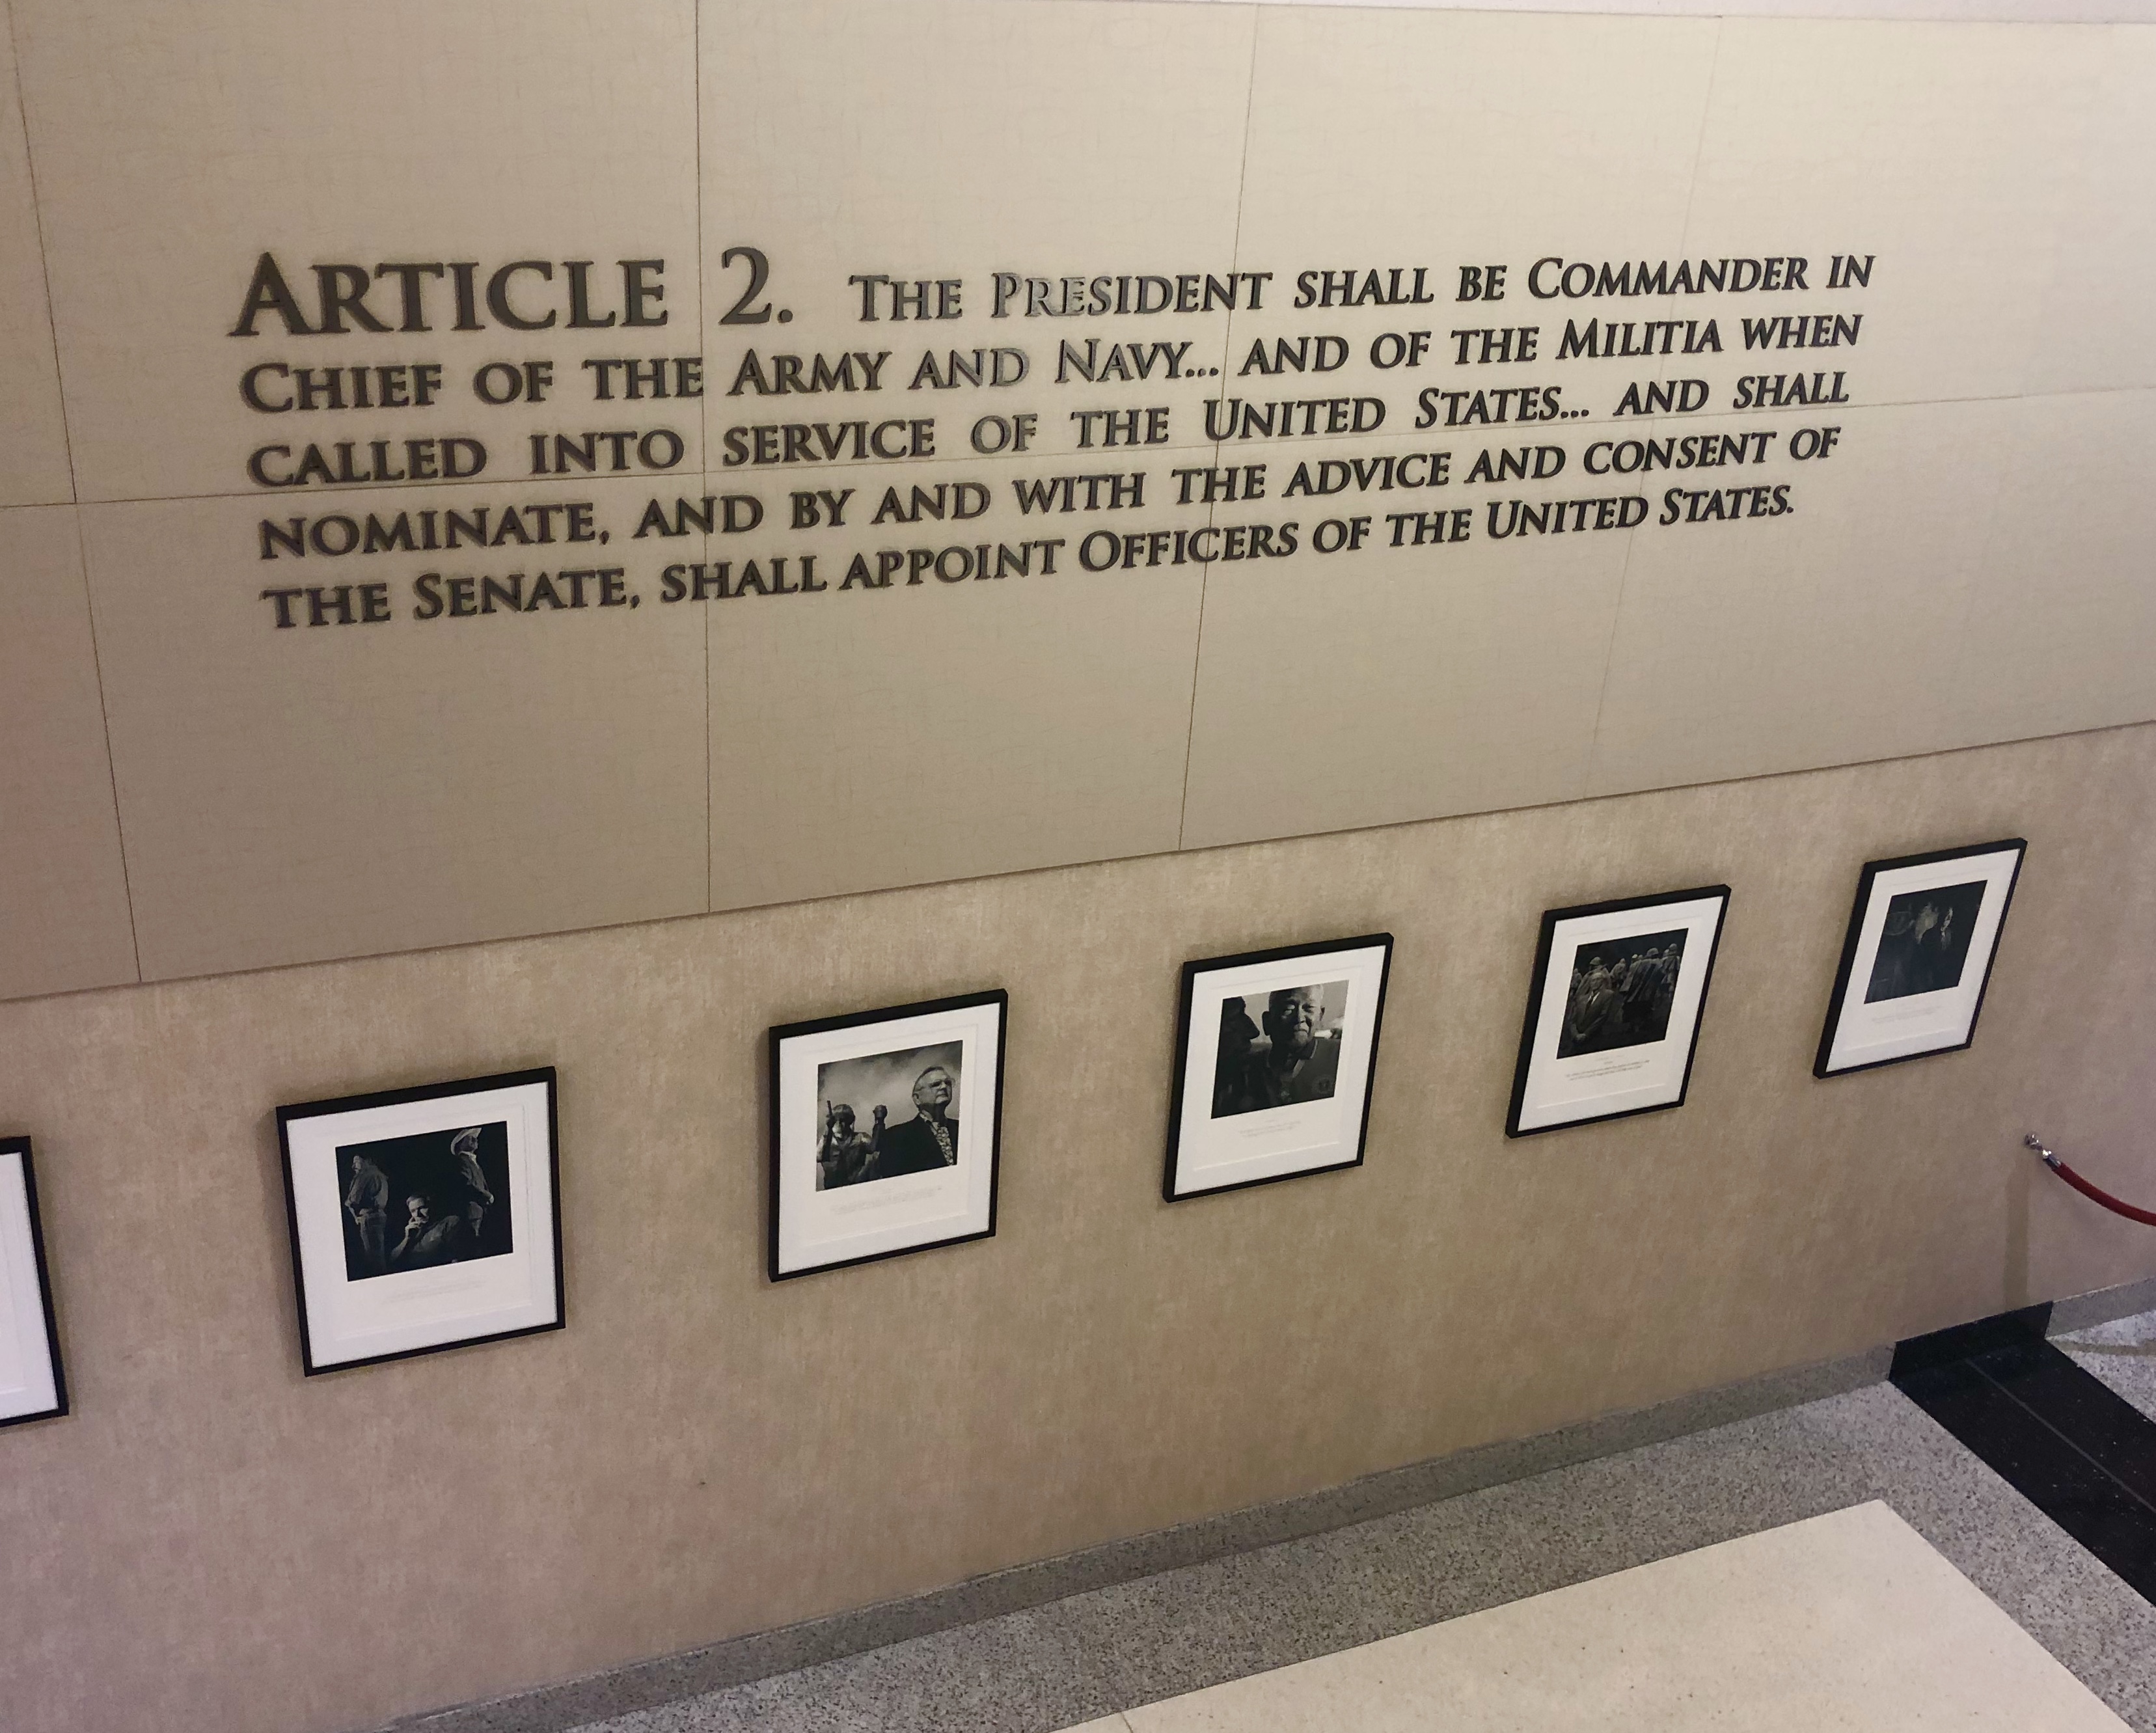 ARTICLE 2. THE PRESIDENT SHALL BE COMMANDER IN
CHIEF OF THE ARMY AND NAVY... AND OF THE MILITIA WHEN
CALLED INTO SERVICE OF THE UNITED STATES... AND SHALL
NOMINATE, AND BY AND WITH THE ADVICE AND CONSENT OF
THE SENATE, SHALL APPOINT OFFICERS OF THE UNITED STATES.